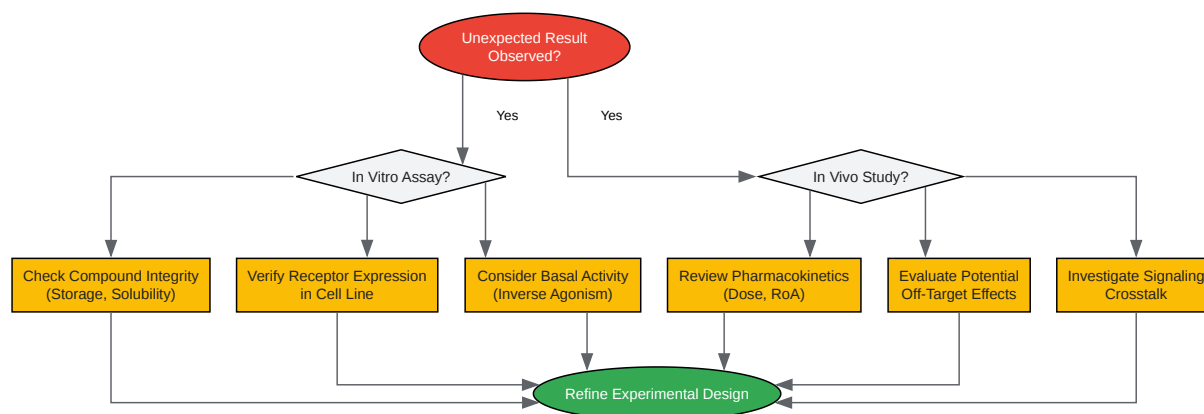 Unexpected Result
Observed?
Yes
Yes
In Vitro Assay?
In Vivo Study?
Check Compound Integrity
(Storage, Solubility)
Verify Receptor Expression
in Cell Line
Consider Basal Activity
(Inverse Agonism)
Review Pharmacokinetics
(Dose, RoA)
Evaluate Potential
Off-Target Effects
Investigate Signaling
Crosstalk
Refine Experimental Design